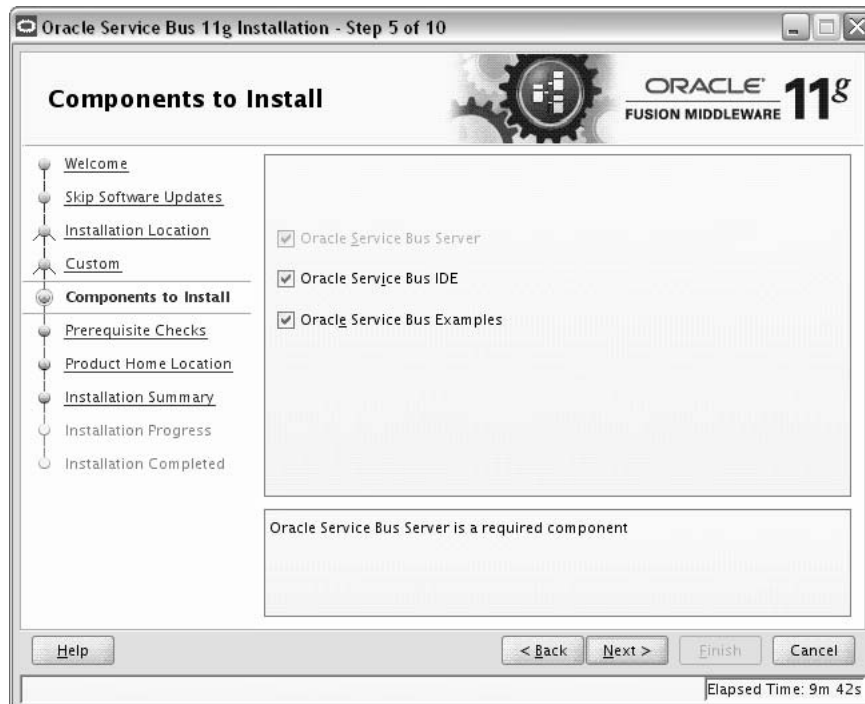 Oracle Service Bus 11g Installation - Step 5 of 10
Components to Install
ORACLE
FUSION MIDDLEWARE
11g
Welcome
Skip Software Updates
Installation Location
Custom
Components to Install
Prerequisite Checks
Product Home Location
Installation Summary
Installation Progress
Installation Completed
Oracle Service Bus Server
Oracle Service Bus IDE
Oracle Service Bus Examples
Oracle Service Bus Server is a required component
Help
< Back
Next >
Finish
Cancel
Elapsed Time: 9m 42s